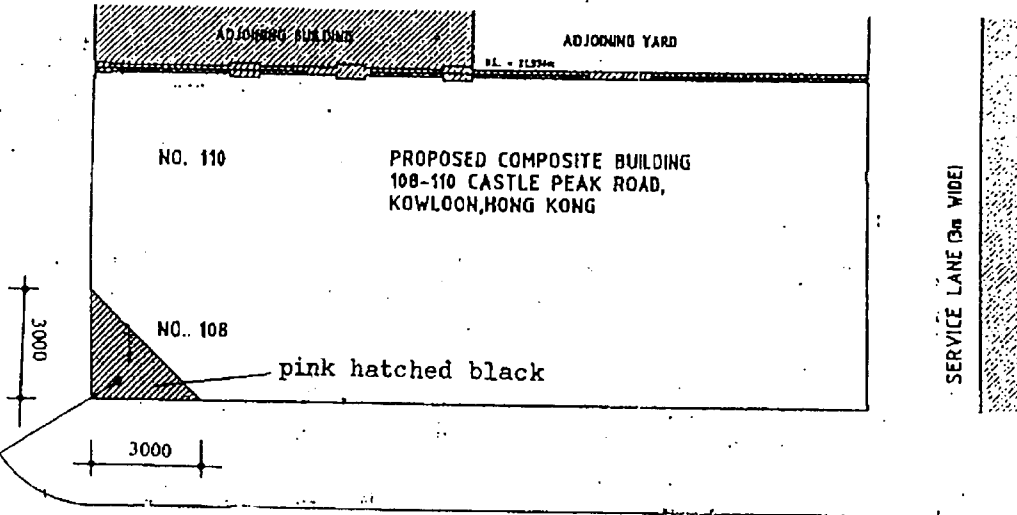 ADJOINING BUILDING
ADJOINING YARD
NO. 110
PROPOSED COMPOSITE BUILDING
108-110 CASTLE PEAK ROAD,
KOWLOON,HONG KONG
SERVICE LANE (3m WIDE)
3000
NO.. 108
pink hatched black
3000